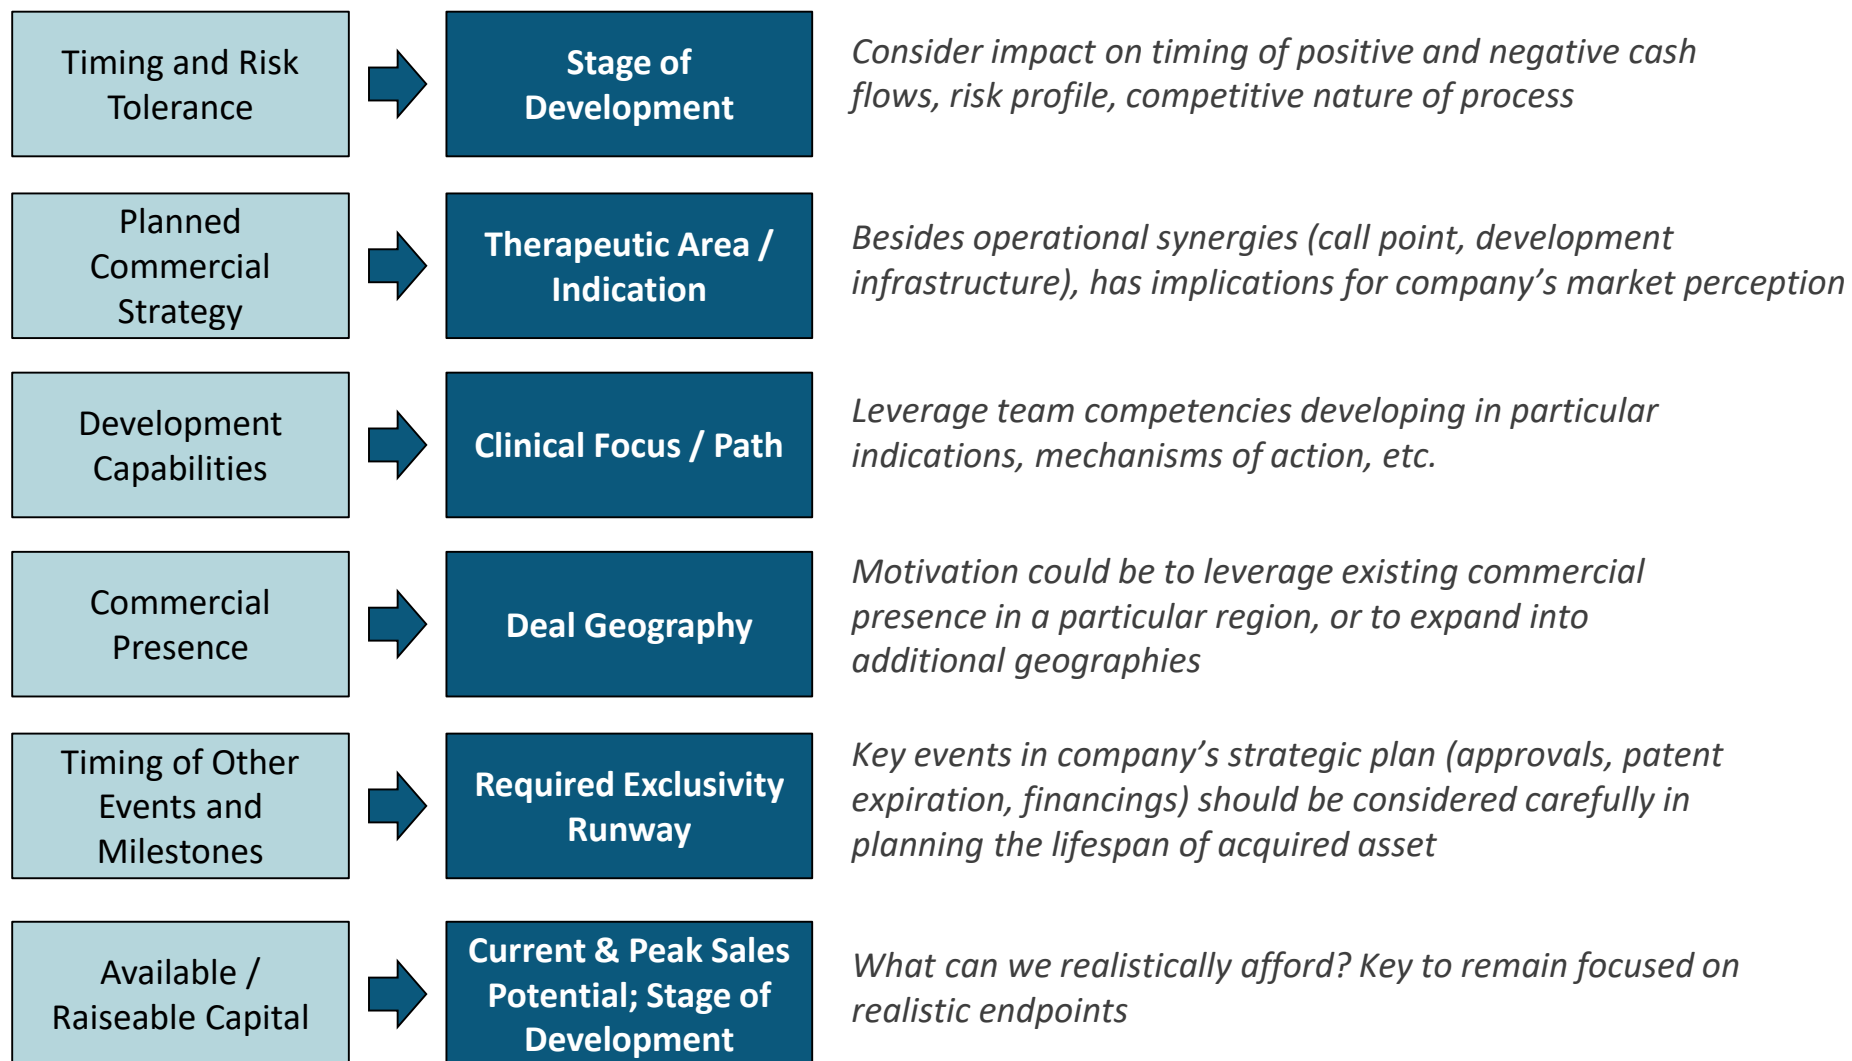 Timing and Risk
Tolerance
Stage of
Development
Consider impact on timing of positive and negative cash
flows, risk profile, competitive nature of process
Planned
Commercial
Strategy
Therapeutic Area /
Indication
Besides operational synergies (call point, development
infrastructure), has implications for company’s market perception
Development
Capabilities
Clinical Focus / Path
Leverage team competencies developing in particular
indications, mechanisms of action, etc.
Commercial
Presence
Deal Geography
Motivation could be to leverage existing commercial
presence in a particular region, or to expand into
additional geographies
Timing of Other
Events and
Milestones
Required Exclusivity
Runway
Key events in company’s strategic plan (approvals, patent
expiration, financings) should be considered carefully in
planning the lifespan of acquired asset
Available /
Raiseable Capital
Current & Peak Sales
Potential; Stage of
Development
What can we realistically afford? Key to remain focused on
realistic endpoints